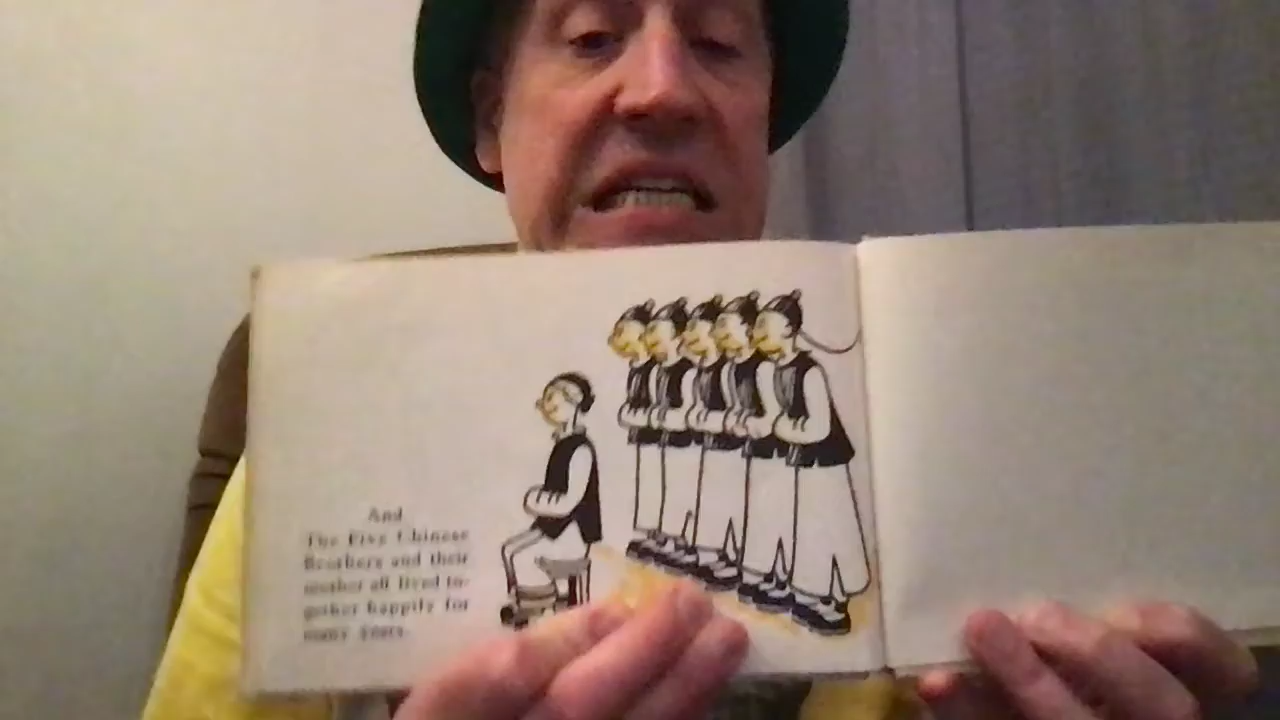 And
The Five Chinese
Brothers and their
mother all lived to-
gether happily for
many years.